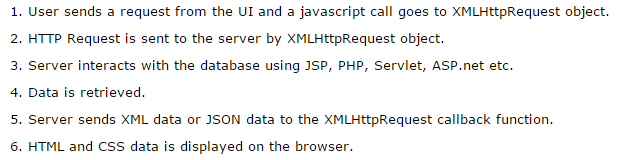 1. User sends a request from the UI and a javascript call goes to XMLHttpRequest object.
2. HTTP Request is sent to the server by XMLHttpRequest object.
3. Server interacts with the database using JSP, PHP, Servlet, ASP.net etc.
4. Data is retrieved.
5. Server sends XML data or JSON data to the XMLHttpRequest callback function.
6. HTML and CSS data is displayed on the browser.